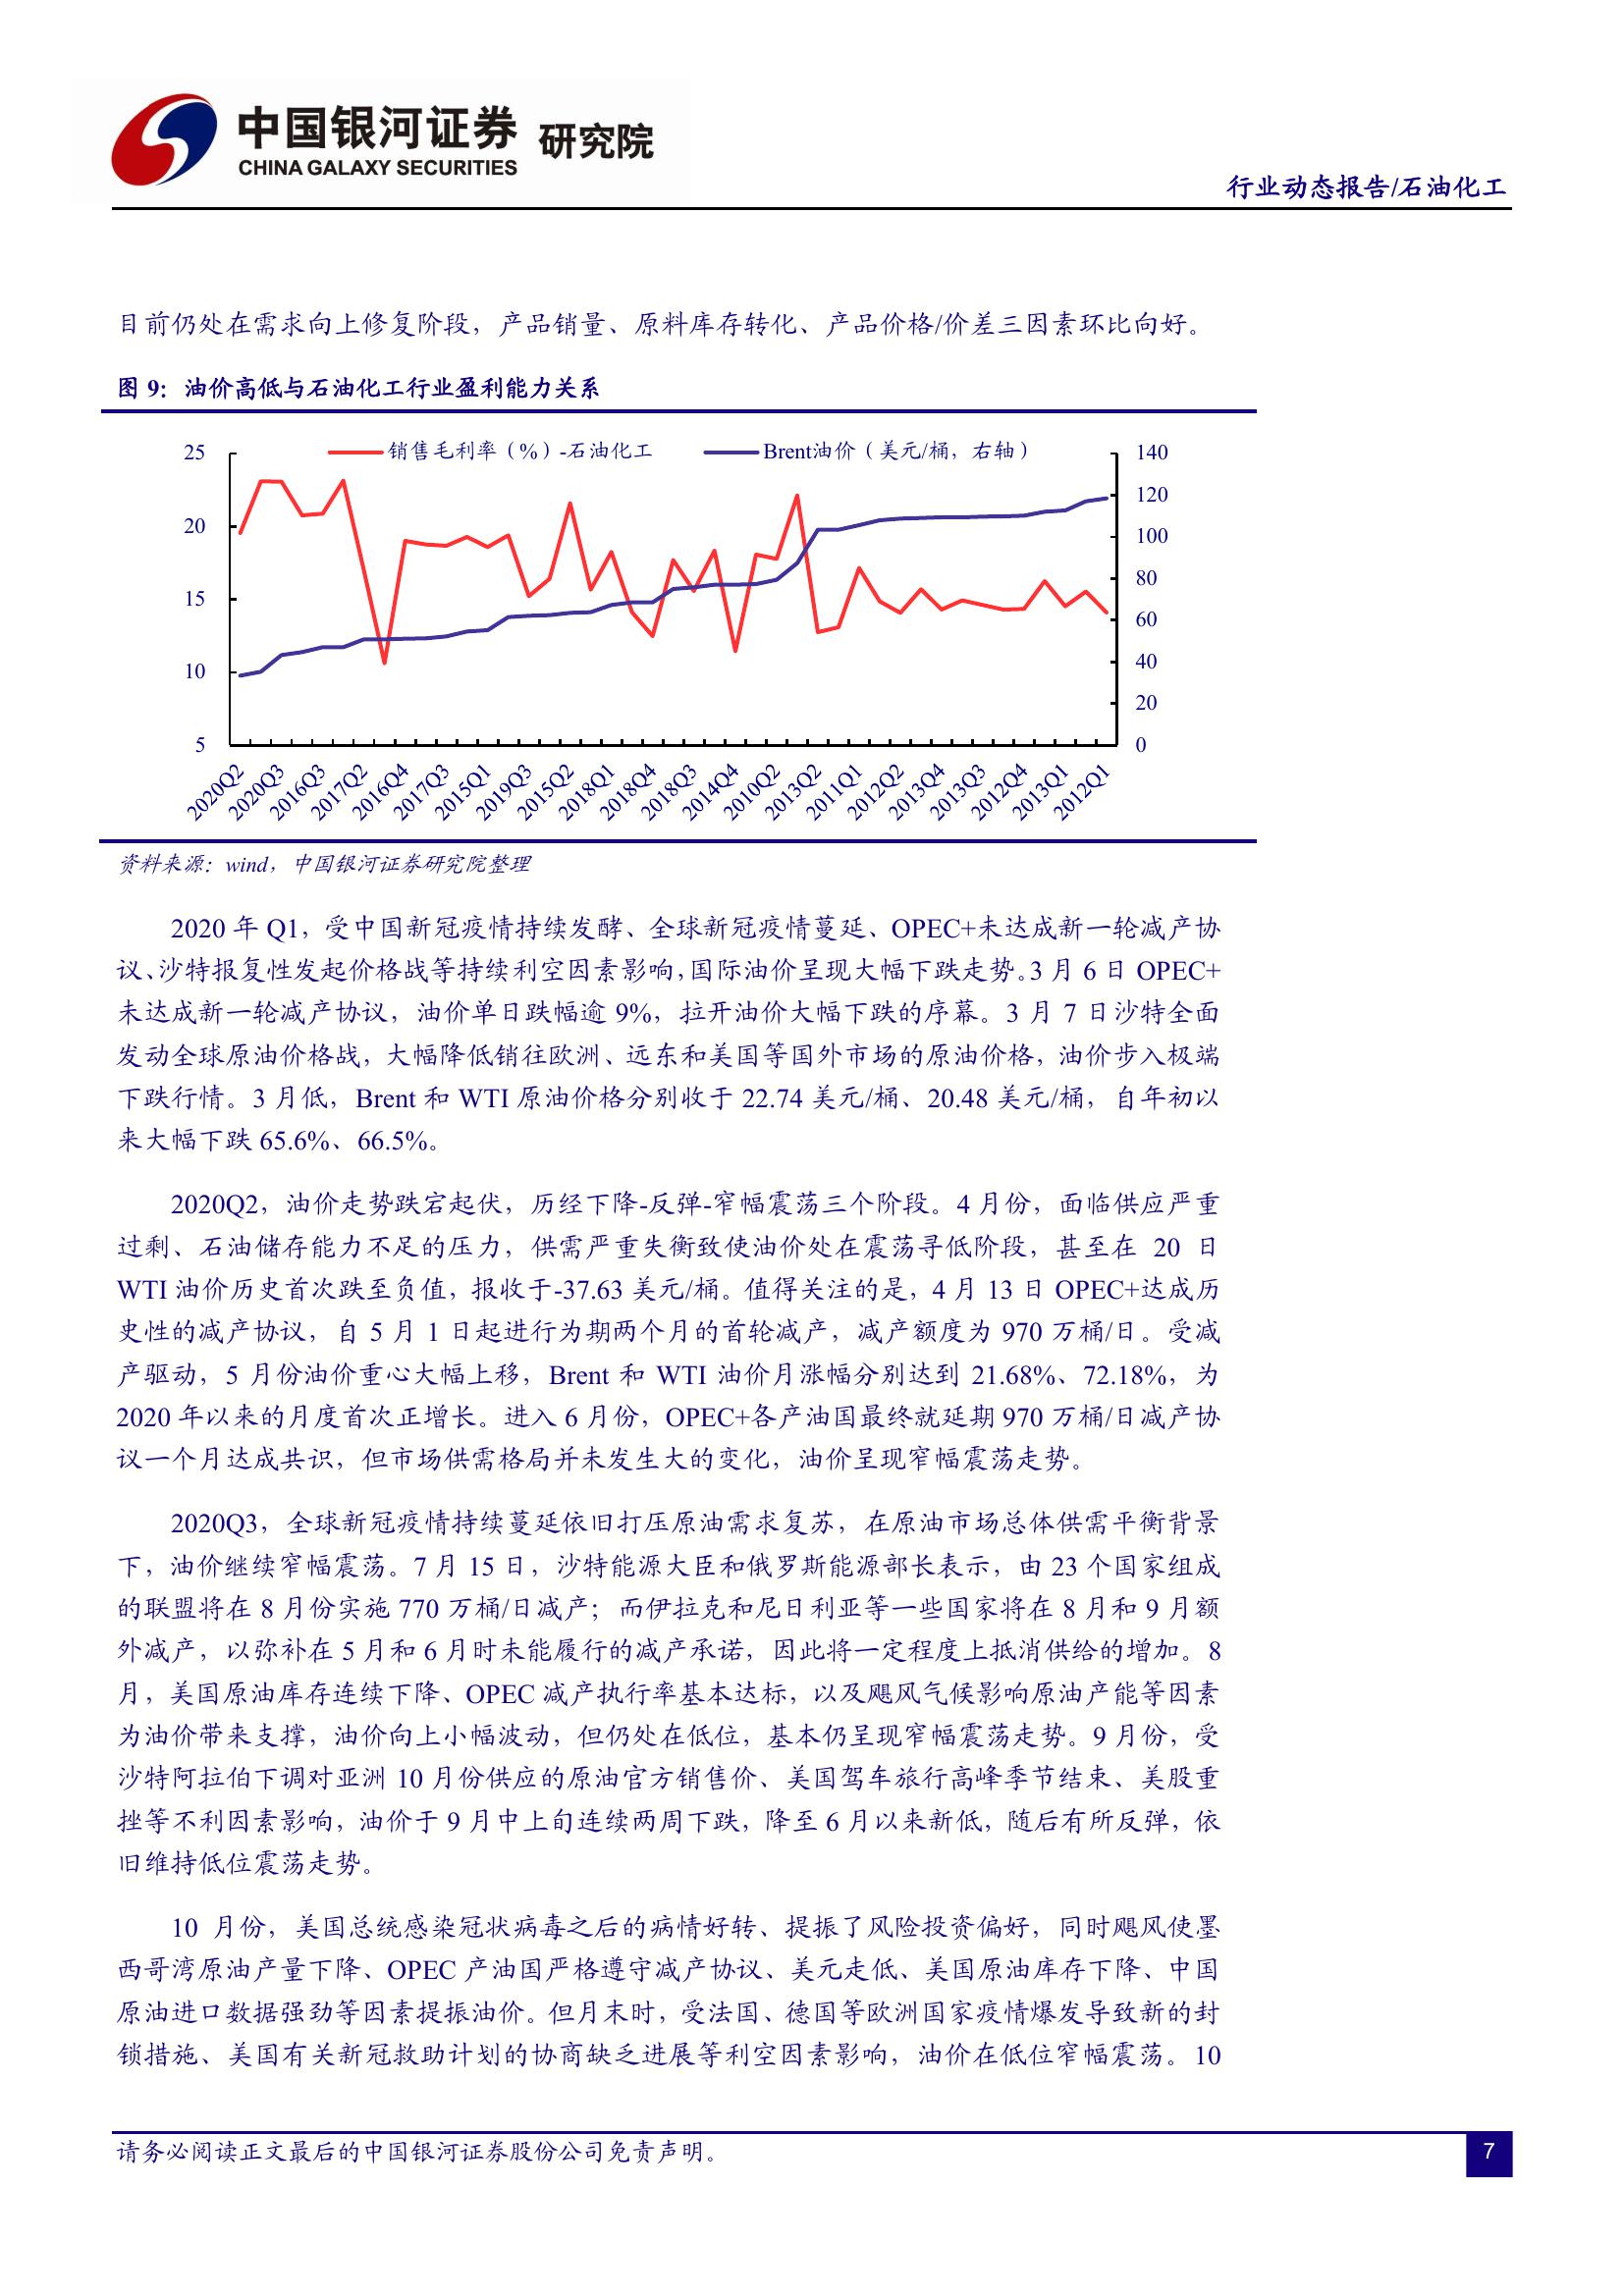 中国银河证券 研究院
CHINA GALAXY SECURITIES
行业动态报告/石油化工
目前仍处在需求向上修复阶段，产品销量、原料库存转化、产品价格/价差三因素环比向好。
图 9：油价高低与石油化工行业盈利能力关系
销售毛利率（%）-石油化工
Brent油价（美元/桶，右轴）
25
20
15
10
5
140
120
100
80
60
40
20
0
2020Q2
2020Q3
2016Q3
2017Q2
2016Q4
2017Q3
2015Q1
2019Q3
2015Q2
2018Q1
2018Q4
2018Q3
2014Q4
2010Q2
2013Q2
2011Q1
2012Q2
2013Q4
2013Q3
2012Q4
2013Q1
2012Q1
资料来源：wind，中国银河证券研究院整理
2020 年 Q1，受中国新冠疫情持续发酵、全球新冠疫情蔓延、OPEC+未达成新一轮减产协
议、沙特报复性发起价格战等持续利空因素影响，国际油价呈现大幅下跌走势。3 月 6 日 OPEC+
未达成新一轮减产协议，油价单日跌幅逾 9%，拉开油价大幅下跌的序幕。3 月 7 日沙特全面
发动全球原油价格战，大幅降低销往欧洲、远东和美国等国外市场的原油价格，油价步入极端
下跌行情。3 月低，Brent 和 WTI 原油价格分别收于 22.74 美元/桶、20.48 美元/桶，自年初以
来大幅下跌 65.6%、66.5%。
2020Q2，油价走势跌宕起伏，历经下降-反弹-窄幅震荡三个阶段。4 月份，面临供应严重
过剩、石油储存能力不足的压力，供需严重失衡致使油价处在震荡寻低阶段，甚至在 20 日
WTI 油价历史首次跌至负值，报收于-37.63 美元/桶。值得关注的是，4 月 13 日 OPEC+达成历
史性的减产协议，自 5 月 1 日起进行为期两个月的首轮减产，减产额度为 970 万桶/日。受减
产驱动，5 月份油价重心大幅上移，Brent 和 WTI 油价月涨幅分别达到 21.68%、72.18%，为
2020 年以来的月度首次正增长。进入 6 月份，OPEC+各产油国最终就延期 970 万桶/日减产协
议一个月达成共识，但市场供需格局并未发生大的变化，油价呈现窄幅震荡走势。
2020Q3，全球新冠疫情持续蔓延依旧打压原油需求复苏，在原油市场总体供需平衡背景
下，油价继续窄幅震荡。7 月 15 日，沙特能源大臣和俄罗斯能源部长表示，由 23 个国家组成
的联盟将在 8 月份实施 770 万桶/日减产；而伊拉克和尼日利亚等一些国家将在 8 月和 9 月额
外减产，以弥补在 5 月和 6 月时未能履行的减产承诺，因此将一定程度上抵消供给的增加。8
月，美国原油库存连续下降、OPEC 减产执行率基本达标，以及飓风气候影响原油产能等因素
为油价带来支撑，油价向上小幅波动，但仍处在低位，基本仍呈现窄幅震荡走势。9 月份，受
沙特阿拉伯下调对亚洲 10 月份供应的原油官方销售价、美国驾车旅行高峰季节结束、美股重
挫等不利因素影响，油价于 9 月中上旬连续两周下跌，降至 6 月以来新低，随后有所反弹，依
旧维持低位震荡走势。
10 月份，美国总统感染冠状病毒之后的病情好转、提振了风险投资偏好，同时飓风使墨
西哥湾原油产量下降、OPEC 产油国严格遵守减产协议、美元走低、美国原油库存下降、中国
原油进口数据强劲等因素提振油价。但月末时，受法国、德国等欧洲国家疫情爆发导致新的封
锁措施、美国有关新冠救助计划的协商缺乏进展等利空因素影响，油价在低位窄幅震荡。10
请务必阅读正文最后的中国银河证券股份公司免责声明。
7